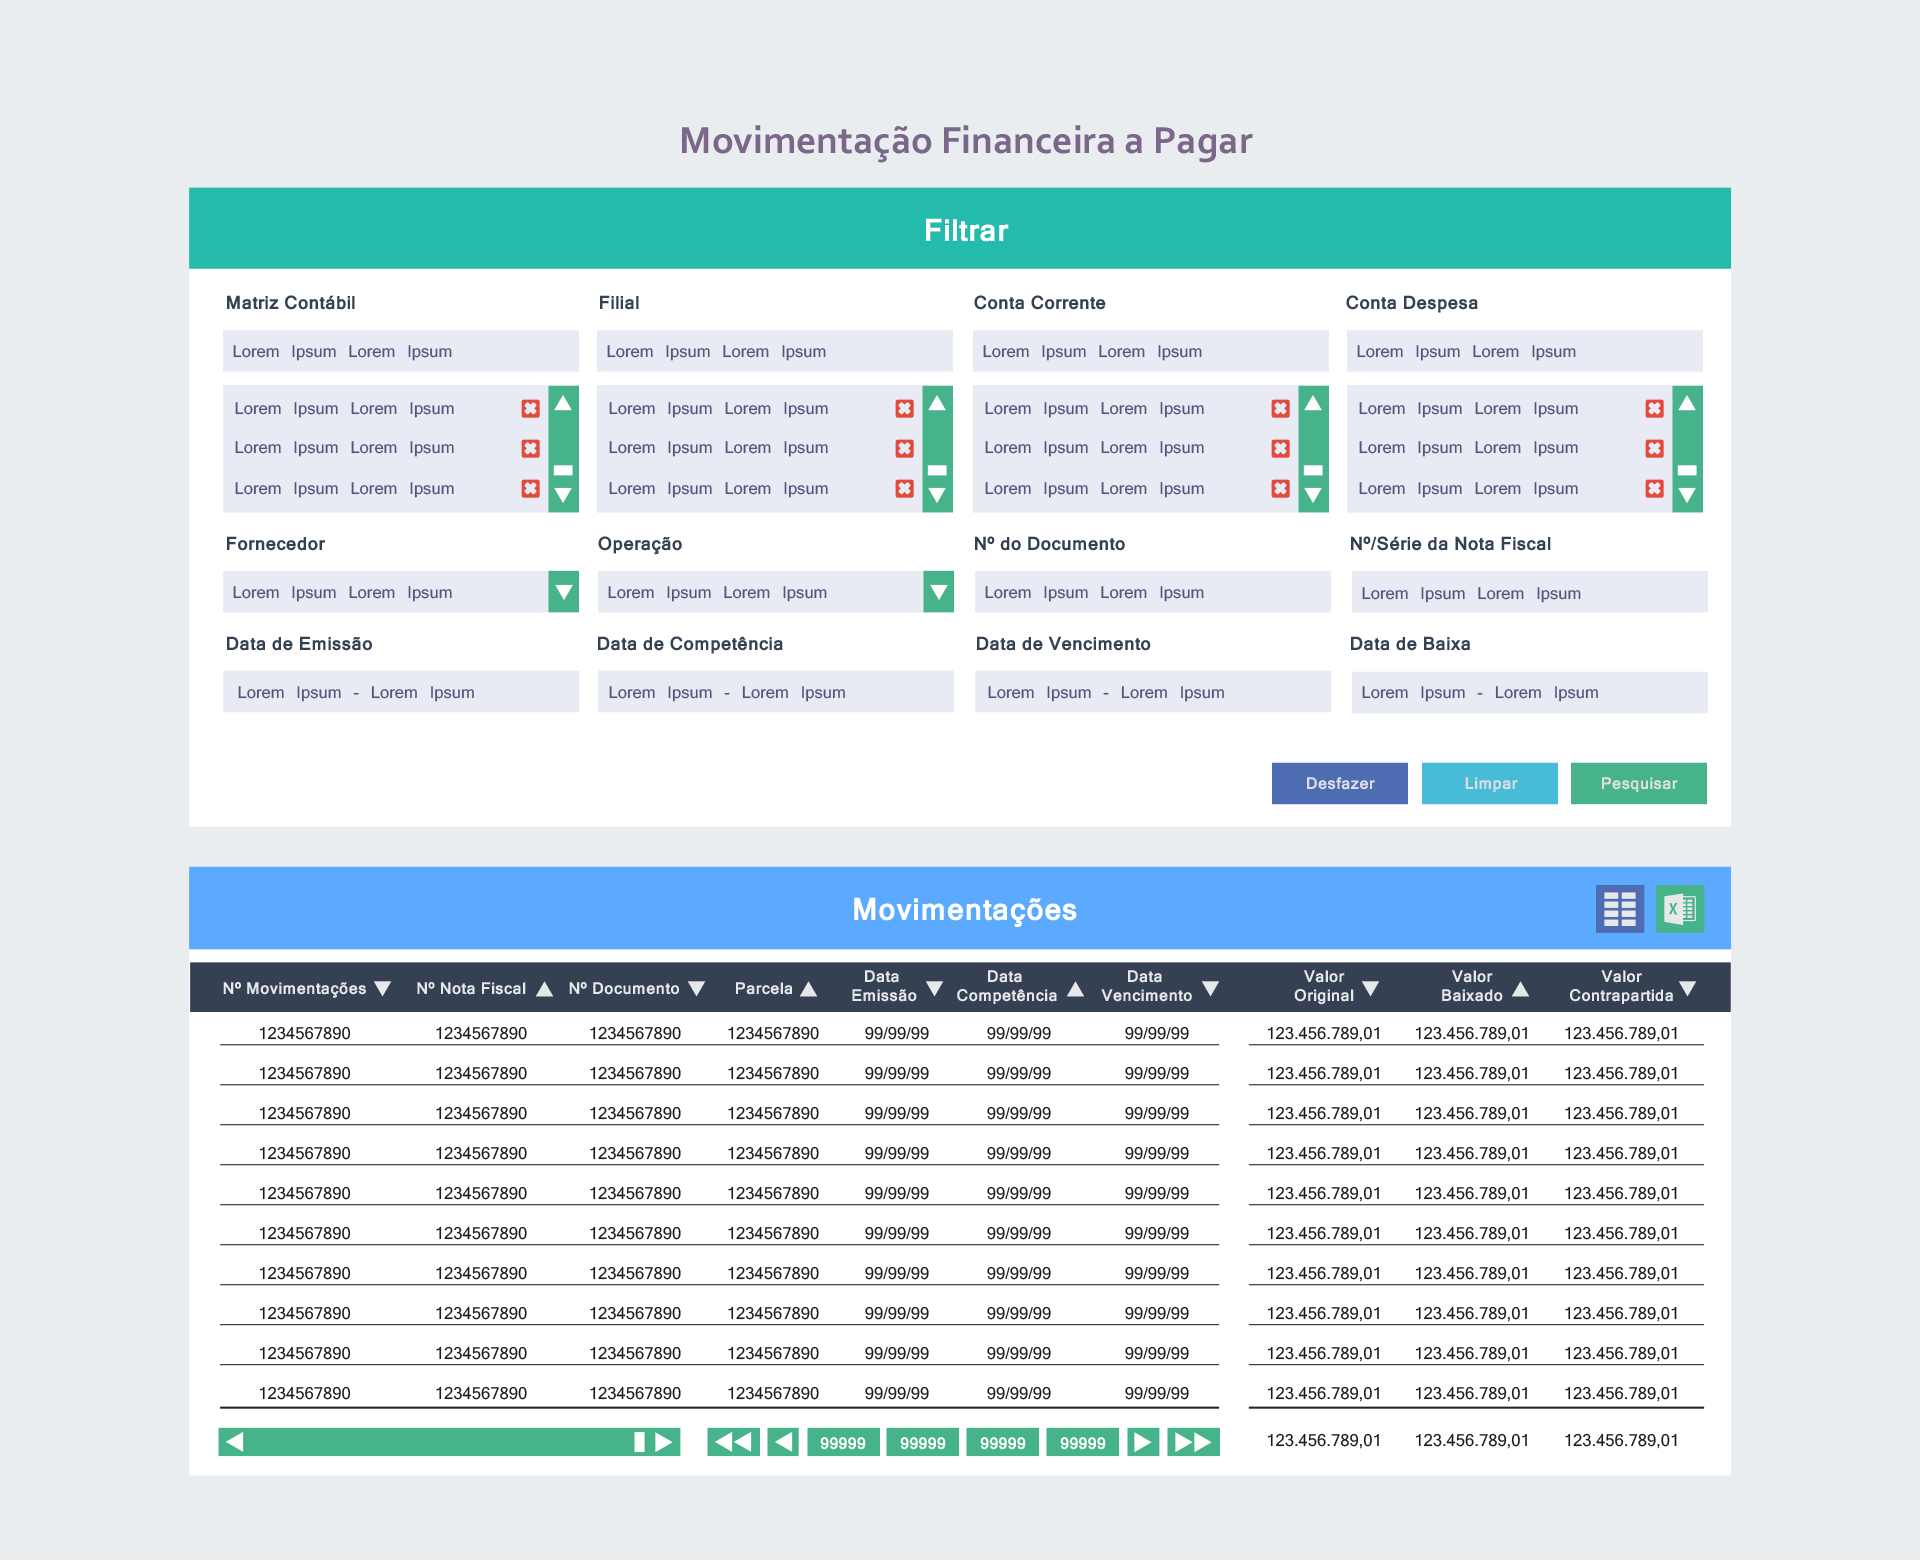 Movimentação Financeira a Pagar
Filtrar
Matriz Contábil Filial Conta Corrente Conta Despesa
Lorem Ipsum Lorem Ipsum Lorem Ipsum Lorem Ipsum Lorem Ipsum Lorem Ipsum Lorem Ipsum Lorem Ipsum
Lorem Ipsum Lorem Ipsum Lorem Ipsum Lorem Ipsum Lorem Ipsum Lorem Ipsum Lorem Ipsum Lorem Ipsum
Lorem Ipsum Lorem Ipsum Lorem Ipsum Lorem Ipsum Lorem Ipsum Lorem Ipsum Lorem Ipsum Lorem Ipsum
Lorem Ipsum Lorem Ipsum Lorem Ipsum Lorem Ipsum Lorem Ipsum Lorem Ipsum Lorem Ipsum Lorem Ipsum
Fornecedor Operação Nº do Documento Nº/Série da Nota Fiscal
Lorem Ipsum Lorem Ipsum Lorem Ipsum Lorem Ipsum Lorem Ipsum Lorem Ipsum Lorem Ipsum Lorem Ipsum
Data de Emissão Data de Competência Data de Vencimento Data de Baixa
Lorem Ipsum - Lorem Ipsum Lorem Ipsum - Lorem Ipsum Lorem Ipsum - Lorem Ipsum Lorem Ipsum - Lorem Ipsum
Desfazer Limpar Pesquisar
Movimentações
X
Nº Movimentações Nº Nota Fiscal Nº Documento Parcela Data Emissão Data Competência Data Vencimento Valor Original Valor Baixado Valor Contrapartida
1234567890 1234567890 1234567890 1234567890 99/99/99 99/99/99 99/99/99 123.456.789,01 123.456.789,01 123.456.789,01
1234567890 1234567890 1234567890 1234567890 99/99/99 99/99/99 99/99/99 123.456.789,01 123.456.789,01 123.456.789,01
1234567890 1234567890 1234567890 1234567890 99/99/99 99/99/99 99/99/99 123.456.789,01 123.456.789,01 123.456.789,01
1234567890 1234567890 1234567890 1234567890 99/99/99 99/99/99 99/99/99 123.456.789,01 123.456.789,01 123.456.789,01
1234567890 1234567890 1234567890 1234567890 99/99/99 99/99/99 99/99/99 123.456.789,01 123.456.789,01 123.456.789,01
1234567890 1234567890 1234567890 1234567890 99/99/99 99/99/99 99/99/99 123.456.789,01 123.456.789,01 123.456.789,01
1234567890 1234567890 1234567890 1234567890 99/99/99 99/99/99 99/99/99 123.456.789,01 123.456.789,01 123.456.789,01
1234567890 1234567890 1234567890 1234567890 99/99/99 99/99/99 99/99/99 123.456.789,01 123.456.789,01 123.456.789,01
1234567890 1234567890 1234567890 1234567890 99/99/99 99/99/99 99/99/99 123.456.789,01 123.456.789,01 123.456.789,01
1234567890 1234567890 1234567890 1234567890 99/99/99 99/99/99 99/99/99 123.456.789,01 123.456.789,01 123.456.789,01
99999 99999 99999 99999 123.456.789,01 123.456.789,01 123.456.789,01